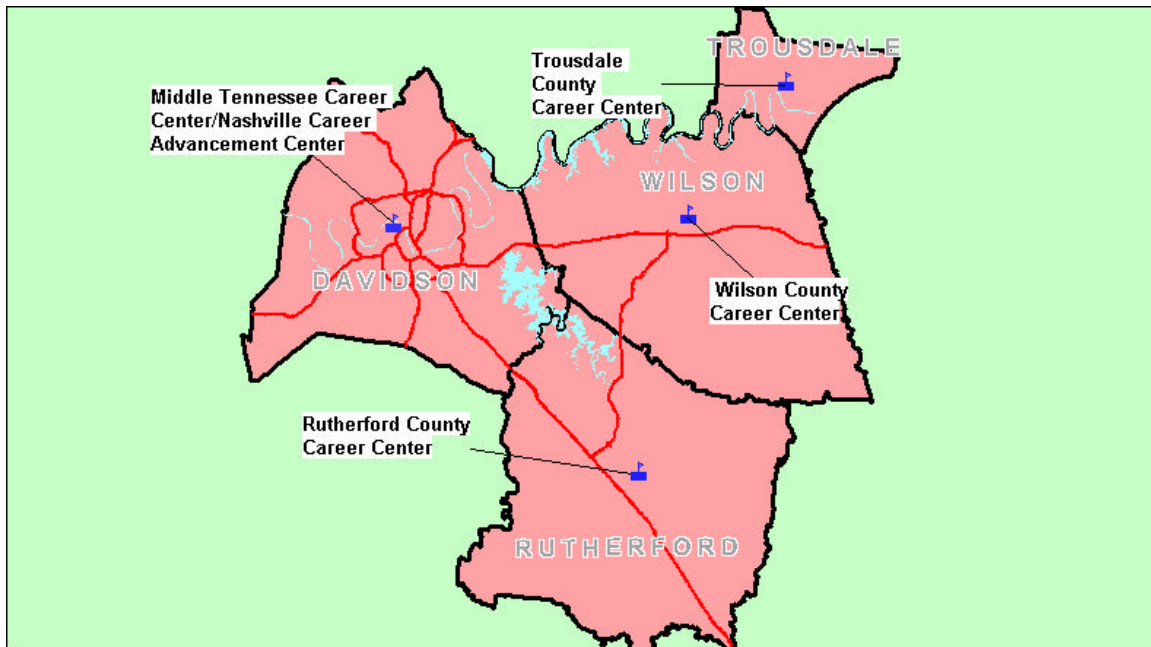 TROUSDALE
Trousdale
County
Career Center
Middle Tennessee Career
Center/Nashville Career
Advancement Center
WILSON
DAVIDSON
Wilson County
Career Center
Rutherford County
Career Center
RUTHERFORD